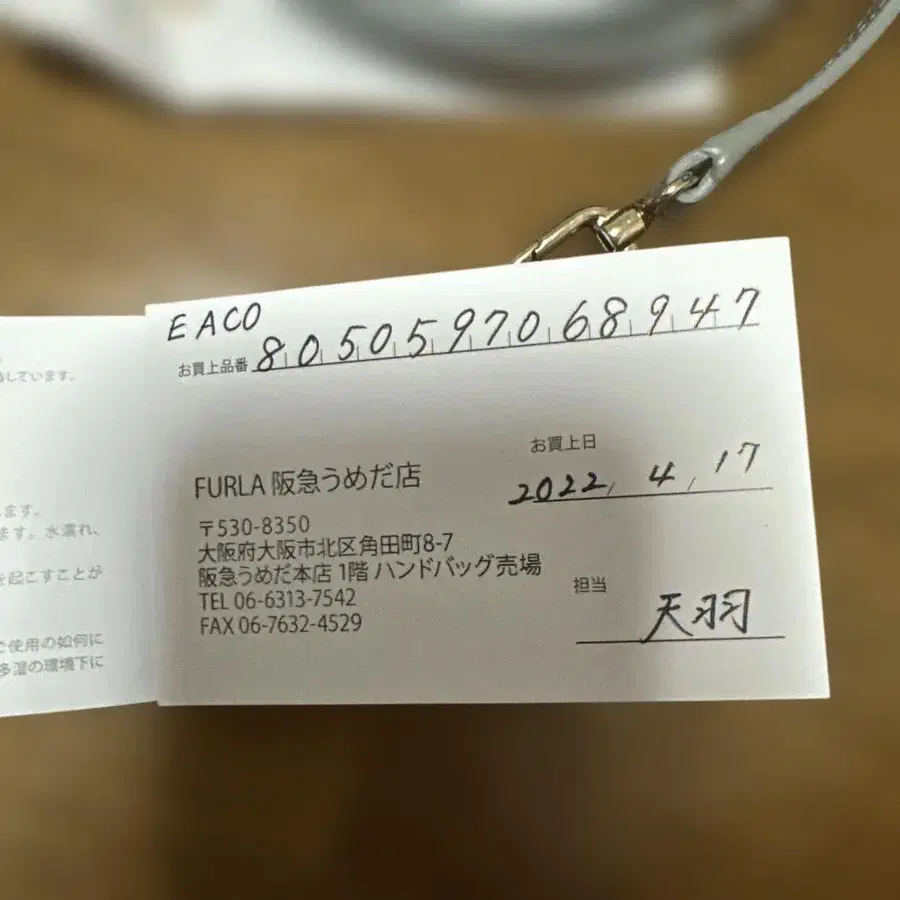 しています。
ます。
ます。水濡れ、
を起こすことが
ご使用の如何に
多湿の環境下に
EACO
お買上品番 8050597068947
お買上日
2022, 4, 17
FURLA 阪急うめだ店
〒530-8350
大阪府大阪市北区角田町8-7
阪急うめだ本店 1階 ハンドバッグ売場
TEL 06-6313-7542
FAX 06-7632-4529
担当
天羽